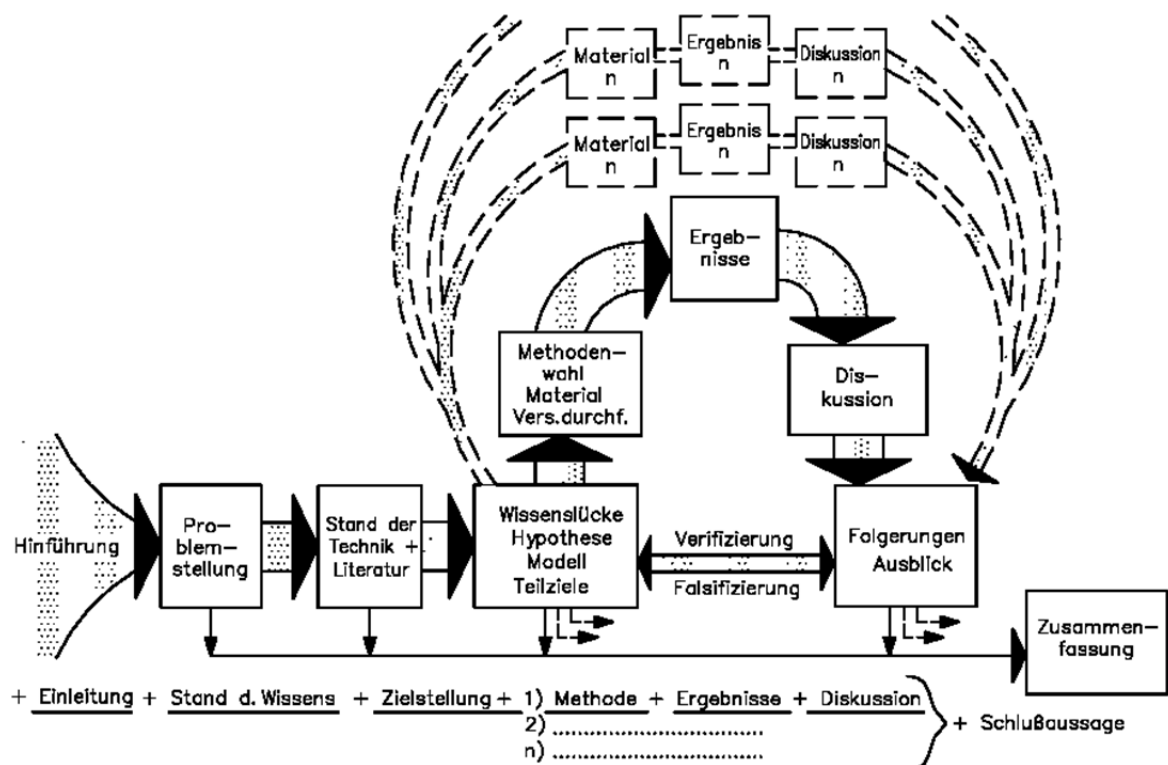 Material
n
Ergebnis
n
Diskussion
n
Material
n
Ergebnis
n
Diskussion
n
Ergeb-
nisse
Methoden-
wahl
Material
Vers.durchf.
Dis-
kussion
Hinführung
Pro-
blem-
stellung
Stand der
Technik +
Literatur
Wissenslücke
Hypothese
Modell
Teilziele
Verifizierung
Falsifizierung
Folgerungen
Ausblick
Zusammen-
fassung
+ Einleitung + Stand d. Wissens + Zielstellung + 1) Methode + Ergebnisse + Diskussion
2) ........................................
n) ........................................
+ Schlußaussage